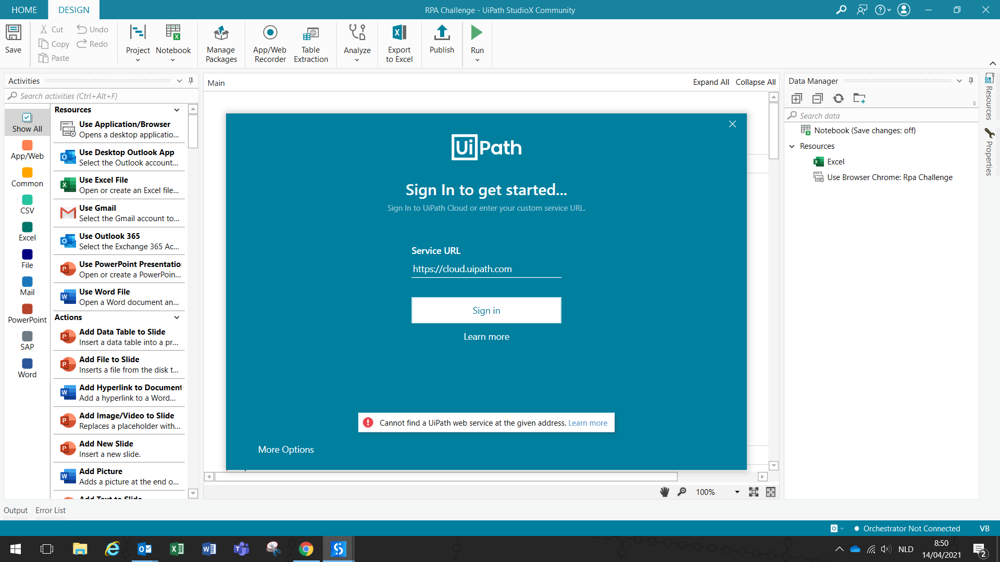 HOME
DESIGN
RPA Challenge - UiPath StudioX Community
Save
Cut
Copy
Paste
Undo
Redo
Project
Notebook
Manage
Packages
App/Web
Recorder
Table
Extraction
Analyze
Export
to Excel
Publish
Run
Activities
Search activities (Ctrl+Alt+F)
Show All
App/Web
Common
CSV
Excel
File
Mail
PowerPoint
SAP
Word
Resources
Use Application/Browser
Opens a desktop applicatio...
Use Desktop Outlook App
Select the Outlook account...
Use Excel File
Open or create an Excel file...
Use Gmail
Select the Gmail account to...
Use Outlook 365
Select the Exchange 365 Ac...
Use PowerPoint Presentatio
Open or create a PowerPoin...
Use Word File
Open a Word document an...
Actions
Add Data Table to Slide
Insert a data table into a pr...
Add File to Slide
Inserts a file from the disk t...
Add Hyperlink to Document
Add a hyperlink to a Word...
Add Image/Video to Slide
Replaces a placeholder with...
Add New Slide
Insert a new slide.
Add Picture
Adds a picture at the end o...
Add Text to Slide
Main
Expand All
Collapse All
UiPath
Sign In to get started...
Sign In to UiPath Cloud or enter your custom service URL.
Service URL
https://cloud.uipath.com
Sign in
Learn more
Cannot find a UiPath web service at the given address. Learn more
More Options
100%
Data Manager
Search data
Notebook (Save changes: off)
Resources
Excel
Use Browser Chrome: Rpa Challenge
Resources
Properties
Output
Error List
Orchestrator Not Connected
VB
NLD
8:50
14/04/2021
2